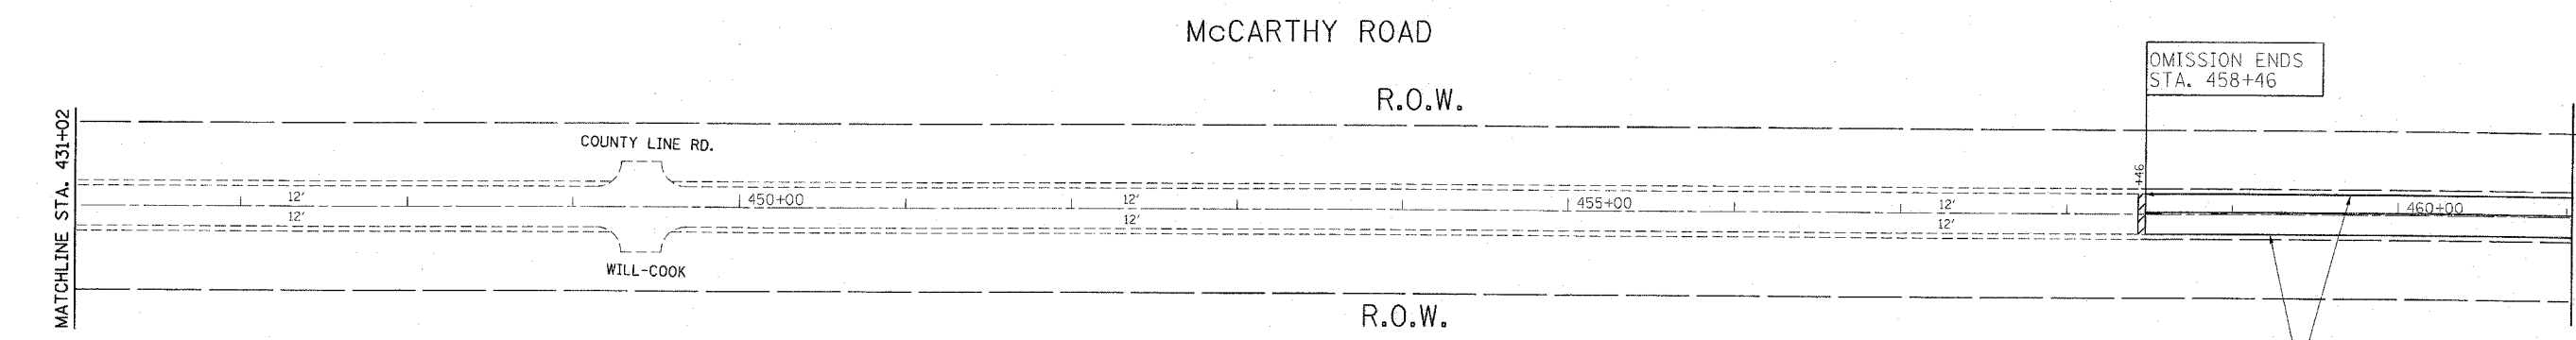 McCARTHY ROAD
OMISSION ENDS
STA. 458+46
R.O.W.
MATCHLINE STA. 431+02
COUNTY LINE RD.
+46
12'
450+00
12'
455+00
12'
460+00
12'
12'
12'
WILL-COOK
R.O.W.